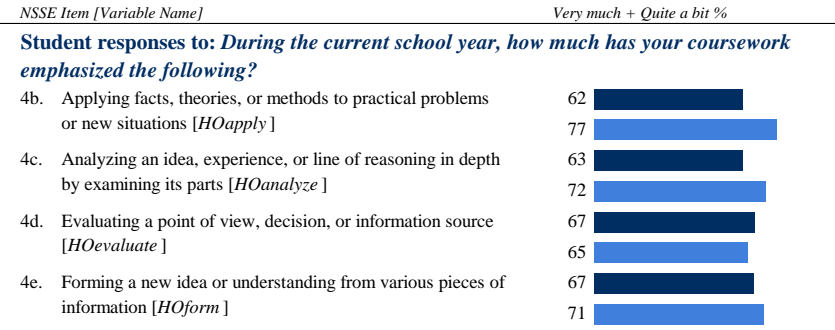 NSSE Item [Variable Name] Very much + Quite a bit %
Student responses to: During the current school year, how much has your coursework
emphasized the following?
4b. Applying facts, theories, or methods to practical problems 62
or new situations [HOapply ]
77
4c. Analyzing an idea, experience, or line of reasoning in depth 63
by examining its parts [HOanalyze ]
72
4d. Evaluating a point of view, decision, or information source 67
[HOevaluate ]
65
4e. Forming a new idea or understanding from various pieces of 67
information [HOform ]
71